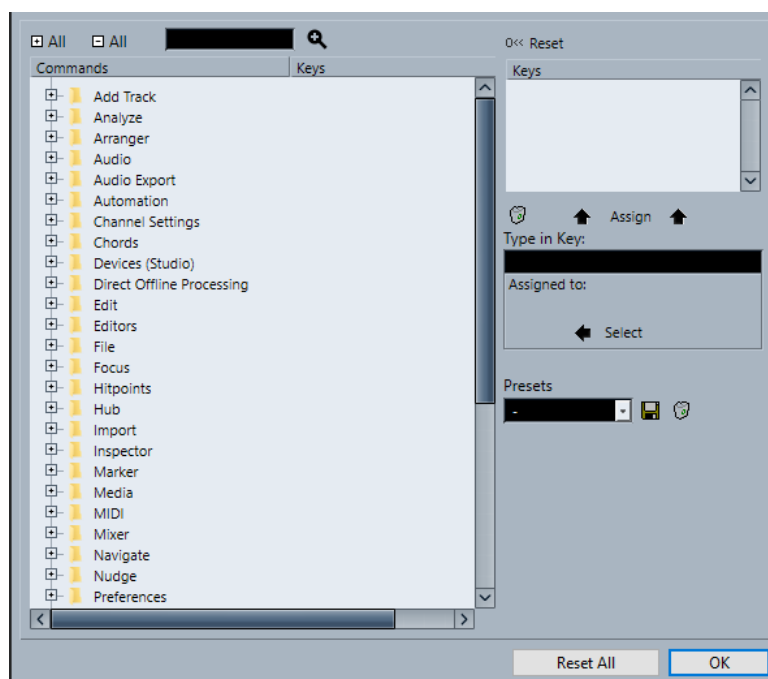 All All
Commands Keys
Add Track
Analyze
Arranger
Audio
Audio Export
Automation
Channel Settings
Chords
Devices (Studio)
Direct Offline Processing
Edit
Editors
File
Focus
Hitpoints
Hub
Import
Inspector
Marker
Media
MIDI
Mixer
Navigate
Nudge
Preferences
Reset
Keys
Assign
Type in Key:
Assigned to:
Select
Presets
-
Reset All OK